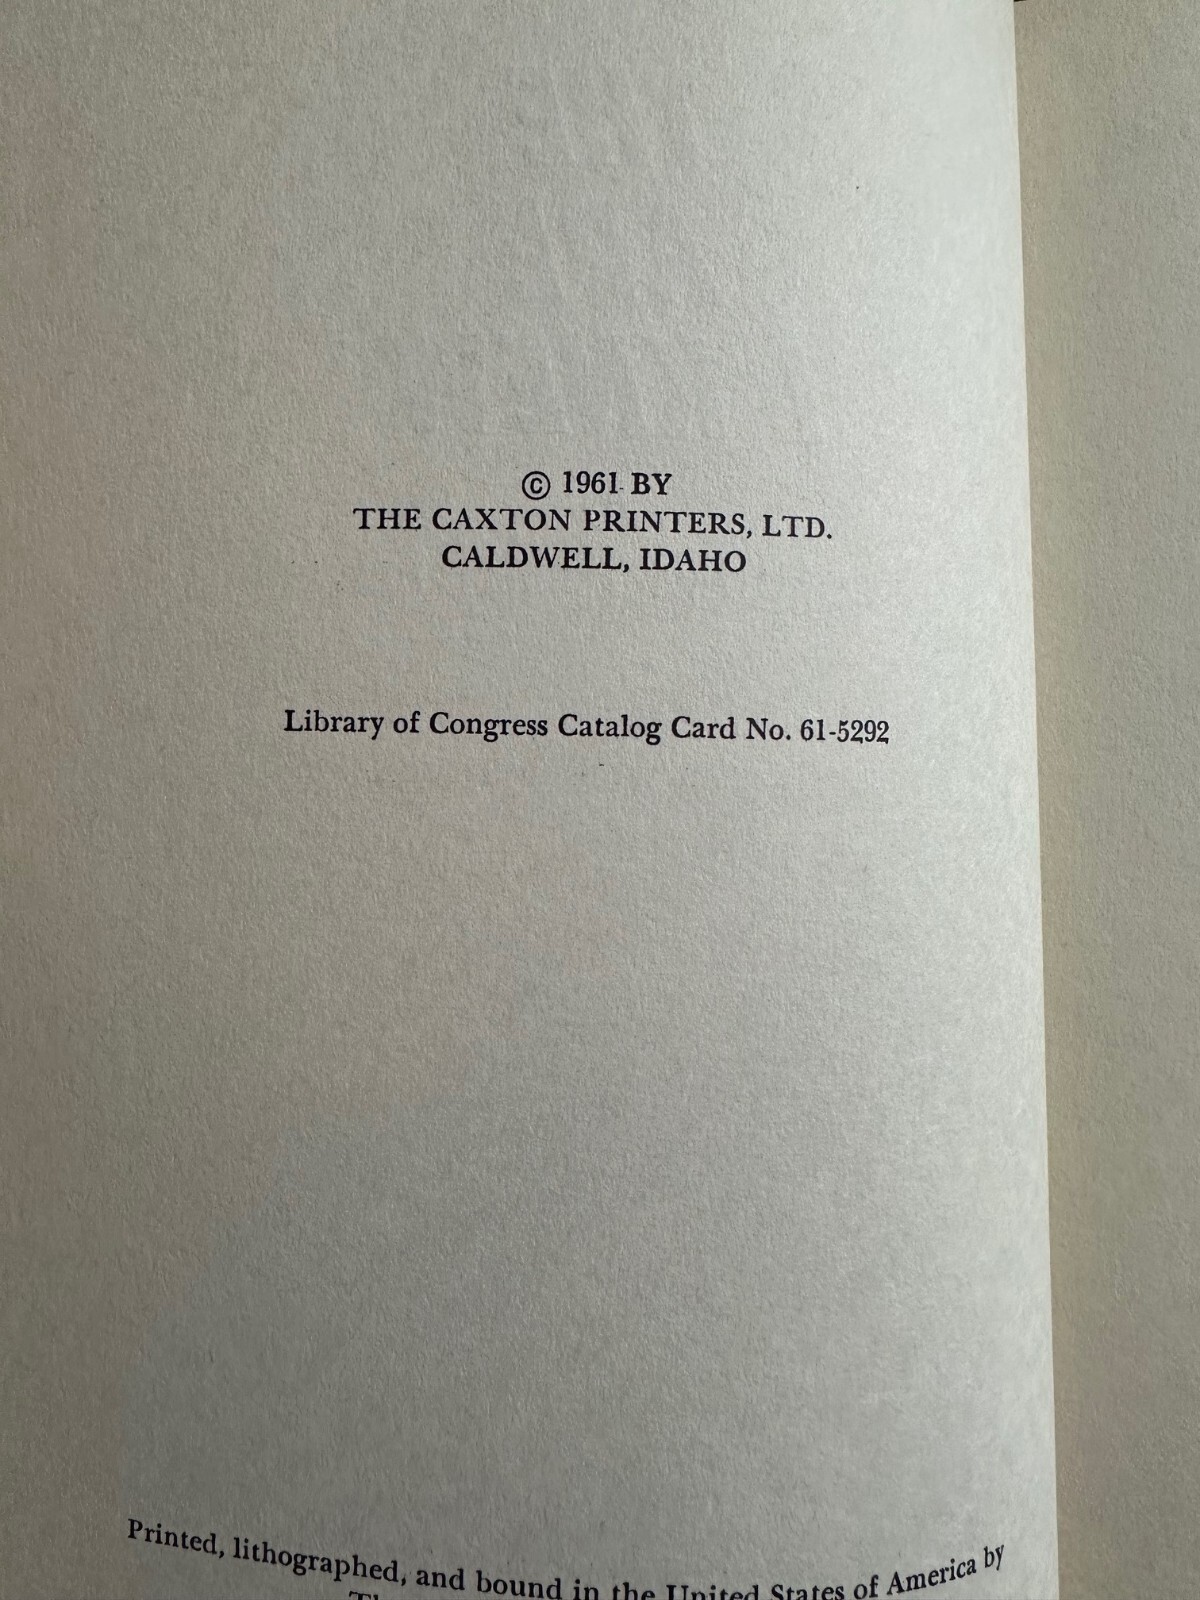 © 1961 BY
THE CAXTON PRINTERS, LTD.
CALDWELL, IDAHO
Library of Congress Catalog Card No. 61-5292
Printed, lithographed, and bound in the United States of America by